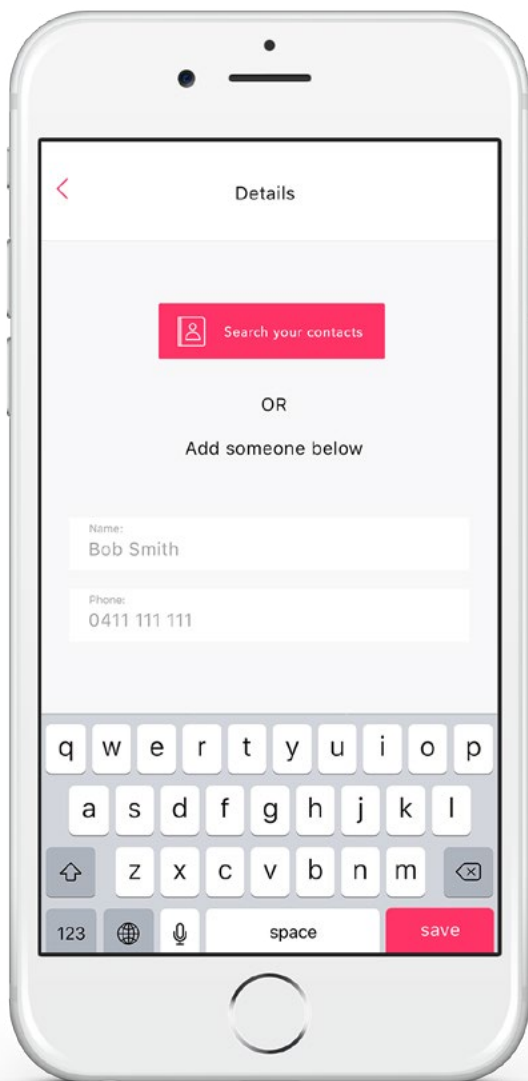 Details
Search your contacts
OR
Add someone below
Name:
Bob Smith
Phone:
0411 111 111
q w e r t y u i o p
a s d f g h j k l
z x c v b n m
123 space save